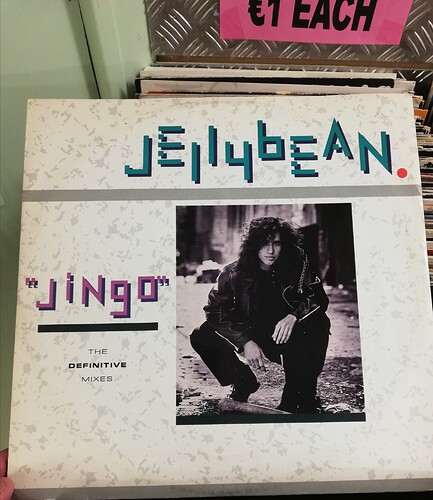 €1 EACH
JEllybEAN.
"JiNgO"
THE
DEFINITIVE
MIXES